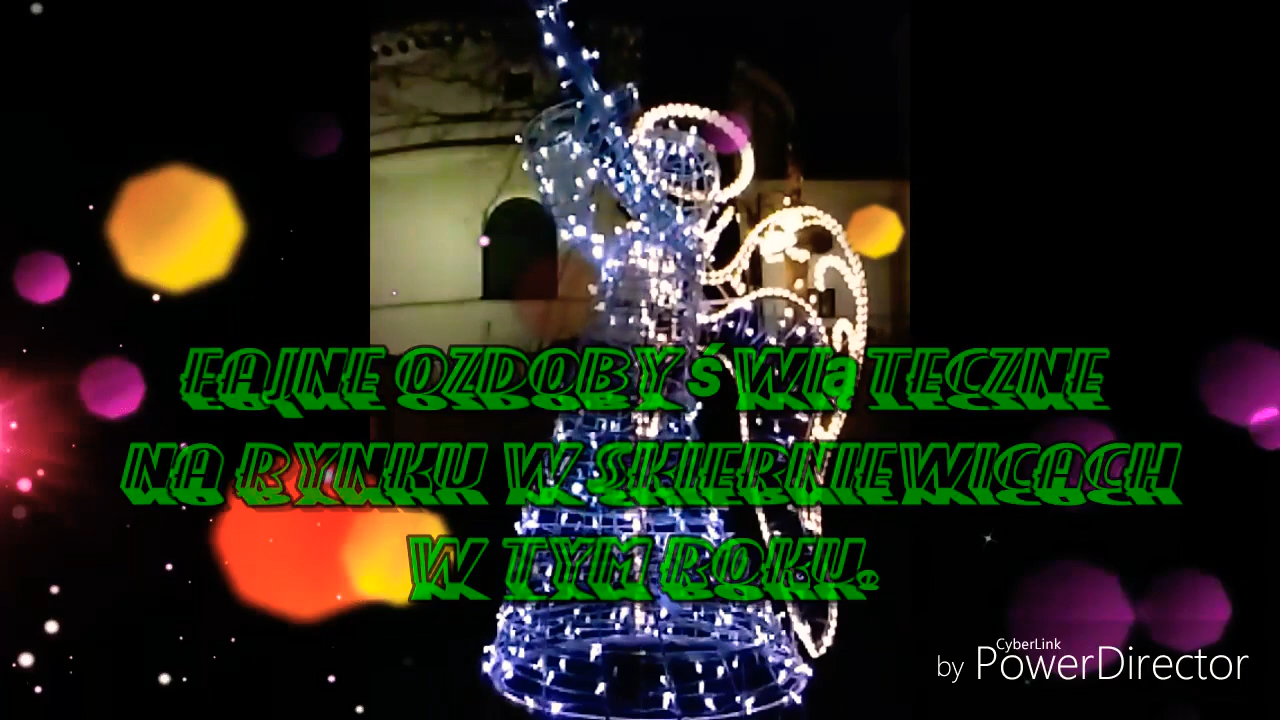 FAJNE OZDOBY śWIąTECZNE
NA RYNKU W SKIERNIEWICACH
W TYM ROKU.
CyberLink
by PowerDirector